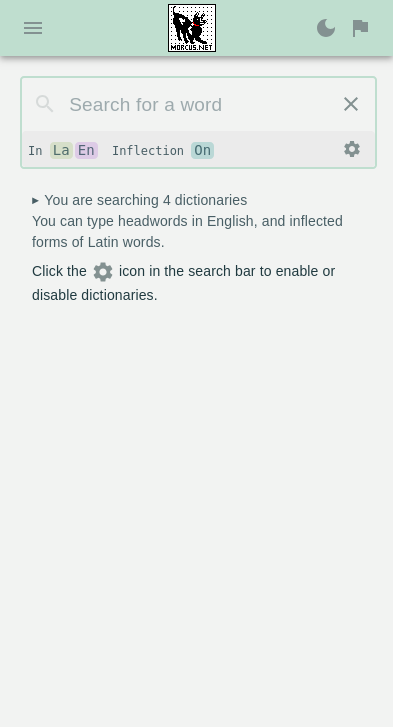 MORCUS.NET
Search for a word
In La En Inflection On
▸ You are searching 4 dictionaries
You can type headwords in English, and inflected
forms of Latin words.
Click the icon in the search bar to enable or
disable dictionaries.